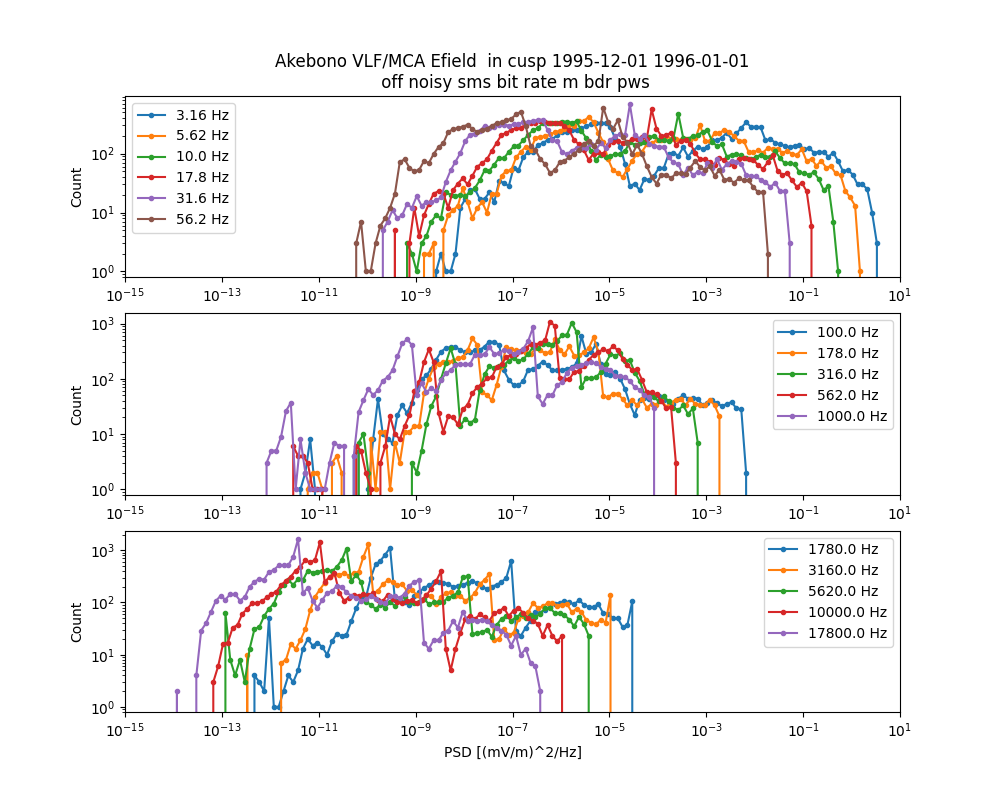 Akebono VLF/MCA Efield  in cusp 1995-12-01 1996-01-01
off noisy sms bit rate m bdr pws
Count
10^2
10^1
10^0
3.16 Hz
5.62 Hz
10.0 Hz
17.8 Hz
31.6 Hz
56.2 Hz
10^-15 10^-13 10^-11 10^-9 10^-7 10^-5 10^-3 10^-1 10^1
Count
10^3
10^2
10^1
10^0
100.0 Hz
178.0 Hz
316.0 Hz
562.0 Hz
1000.0 Hz
10^-15 10^-13 10^-11 10^-9 10^-7 10^-5 10^-3 10^-1 10^1
Count
10^3
10^2
10^1
10^0
1780.0 Hz
3160.0 Hz
5620.0 Hz
10000.0 Hz
17800.0 Hz
10^-15 10^-13 10^-11 10^-9 10^-7 10^-5 10^-3 10^-1 10^1
PSD [(mV/m)^2/Hz]